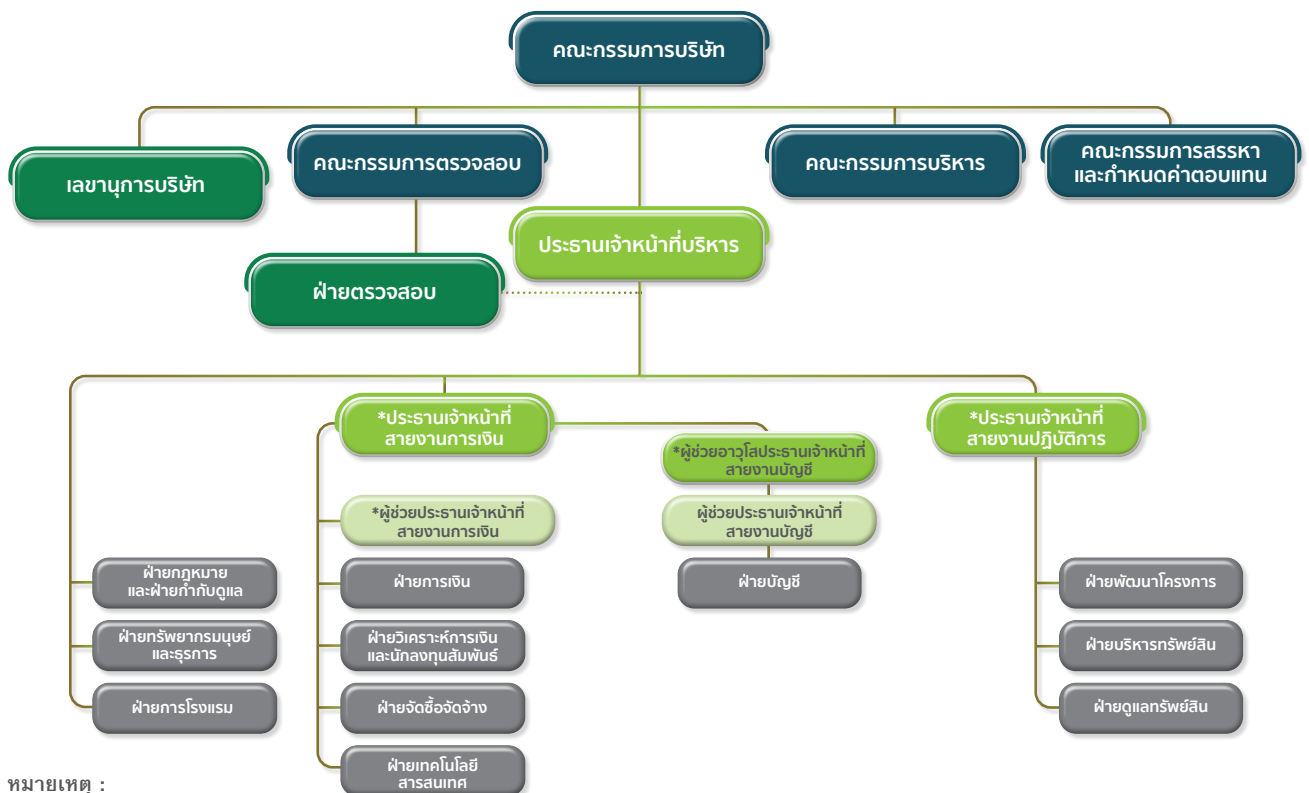 คณะกรรมการบริษัท
เลขานุการบริษัท
คณะกรรมการตรวจสอบ
คณะกรรมการบริหาร
คณะกรรมการสรรหา
และกำหนดค่าตอบแทน
ประธานเจ้าหน้าที่บริหาร
ฝ่ายตรวจสอบ
*ประธานเจ้าหน้าที่
สายงานการเงิน
*ผู้ช่วยอาวุโสประธานเจ้าหน้าที่
สายงานบัญชี
*ประธานเจ้าหน้าที่
สายงานปฏิบัติการ
*ผู้ช่วยประธานเจ้าหน้าที่
สายงานการเงิน
ผู้ช่วยประธานเจ้าหน้าที่
สายงานบัญชี
ฝ่ายกฎหมาย
และฝ่ายกำกับดูแล
ฝ่ายการเงิน
ฝ่ายบัญชี
ฝ่ายพัฒนาโครงการ
ฝ่ายทรัพยากรมนุษย์
และธุรการ
ฝ่ายวิเคราะห์การเงิน
และนักลงทุนสัมพันธ์
ฝ่ายบริหารทรัพย์สิน
ฝ่ายการโรงแรม
ฝ่ายจัดซื้อจัดจ้าง
ฝ่ายดูแลทรัพย์สิน
ฝ่ายเทคโนโลยี
สารสนเทศ
หมายเหตุ :